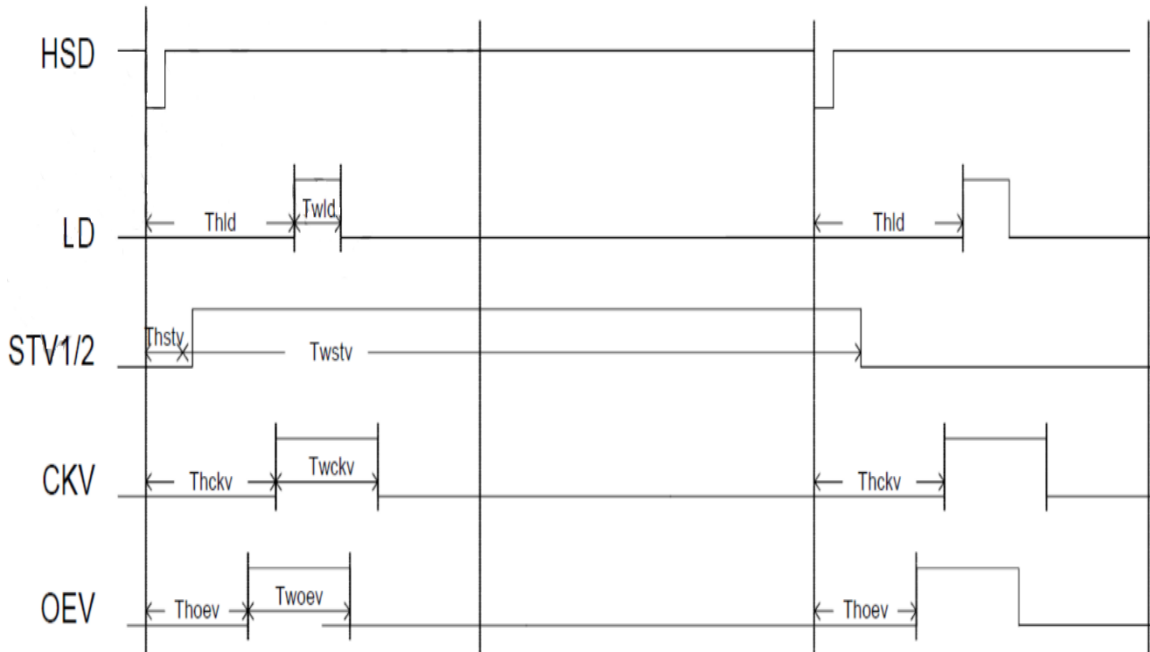 HSD
Thld
Twld
Thld
LD
Thstv
Twstv
STV1/2
Thckv
Twckv
Thckv
CKV
Thoev
Twoev
Thoev
OEV